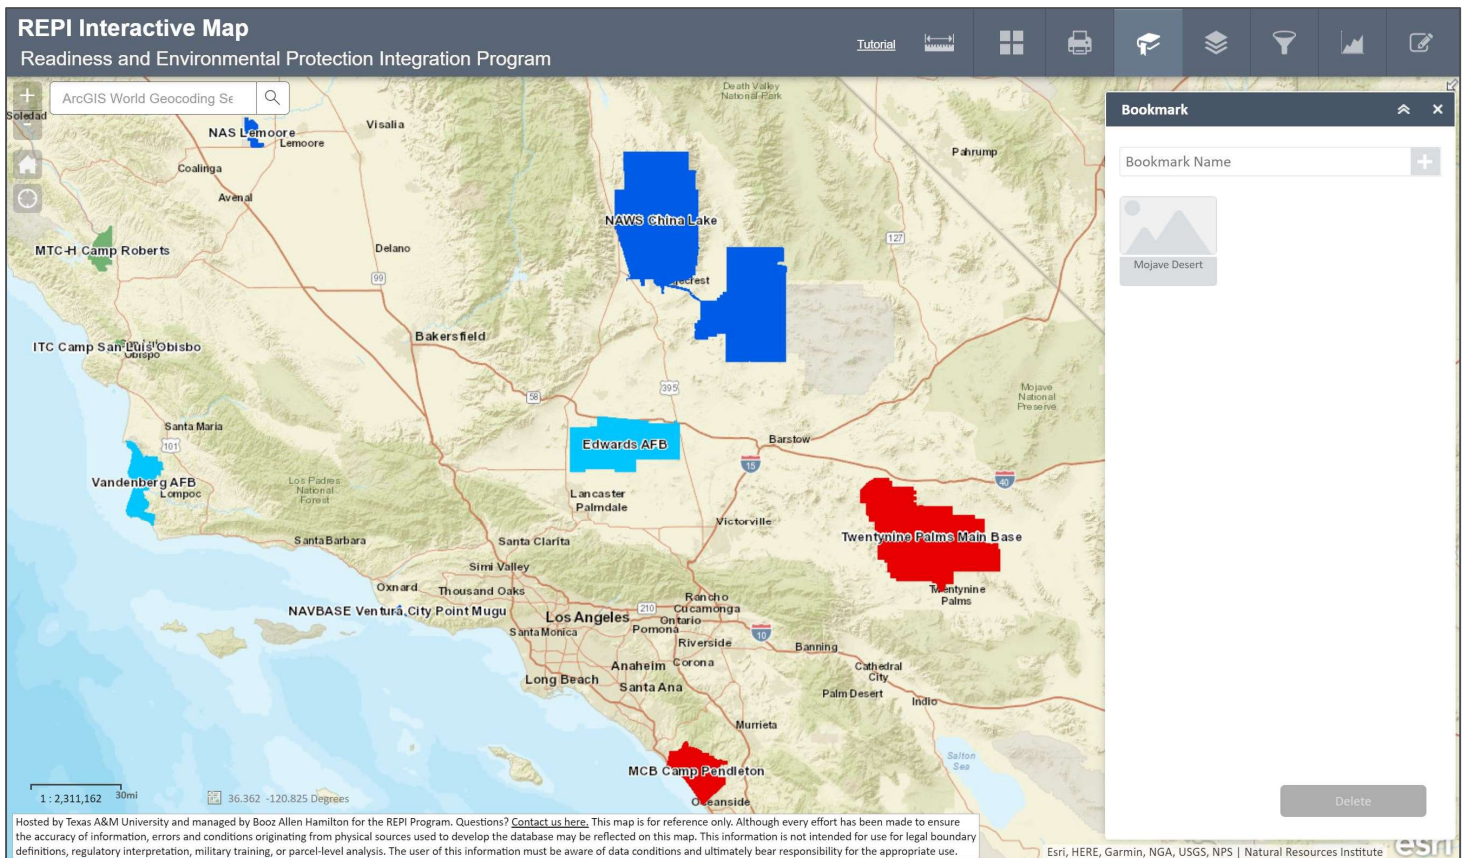 REPI Interactive Map
Readiness and Environmental Protection Integration Program
Tutorial
ArcGIS World Geocoding Se
Soledad
Death Valley
National Park
NAS Lemoore
Lemoore
Visalia
Coalinga
Pahrump
Avenal
NAWS China Lake
127
MTC-H Camp Roberts
Delano
99
Bakersfield
ITC Camp San Luis Obisbo
Obispo
395
58
Mojave
National
Preserve
Santa Maria
101
Edwards AFB
Barstow
15
40
Vandenberg AFB
Lompoc
Los Padres
National
Forest
Lancaster
Palmdale
Victorville
Twentynine Palms Main Base
Santa Barbara
Santa Clarita
Simi Valley
Oxnard
Thousand Oaks
Twentynine
Palms
Rancho
Cucamonga
210
NAVBASE Ventura City Point Mugu
Los Angeles
Ontario
Santa Monica
Pomona
10
Riverside
Banning
Anaheim
Corona
Cathedral
City
Long Beach
Santa Ana
Palm Desert
Indio
Murrieta
Salton
Sea
MCB Camp Pendleton
Oceanside
1 : 2,311,162
30mi
36.362 -120.825 Degrees
Bookmark
Bookmark Name
Mojave Desert
Delete
Hosted by Texas A&M University and managed by Booz Allen Hamilton for the REPI Program. Questions? Contact us here. This map is for reference only. Although every effort has been made to ensure
the accuracy of information, errors and conditions originating from physical sources used to develop the database may be reflected on this map. This information is not intended for use for legal boundary
definitions, regulatory interpretation, military training, or parcel-level analysis. The user of this information must be aware of data conditions and ultimately bear responsibility for the appropriate use.
Esri, HERE, Garmin, NGA, USGS, NPS | Natural Resources Institute
esri